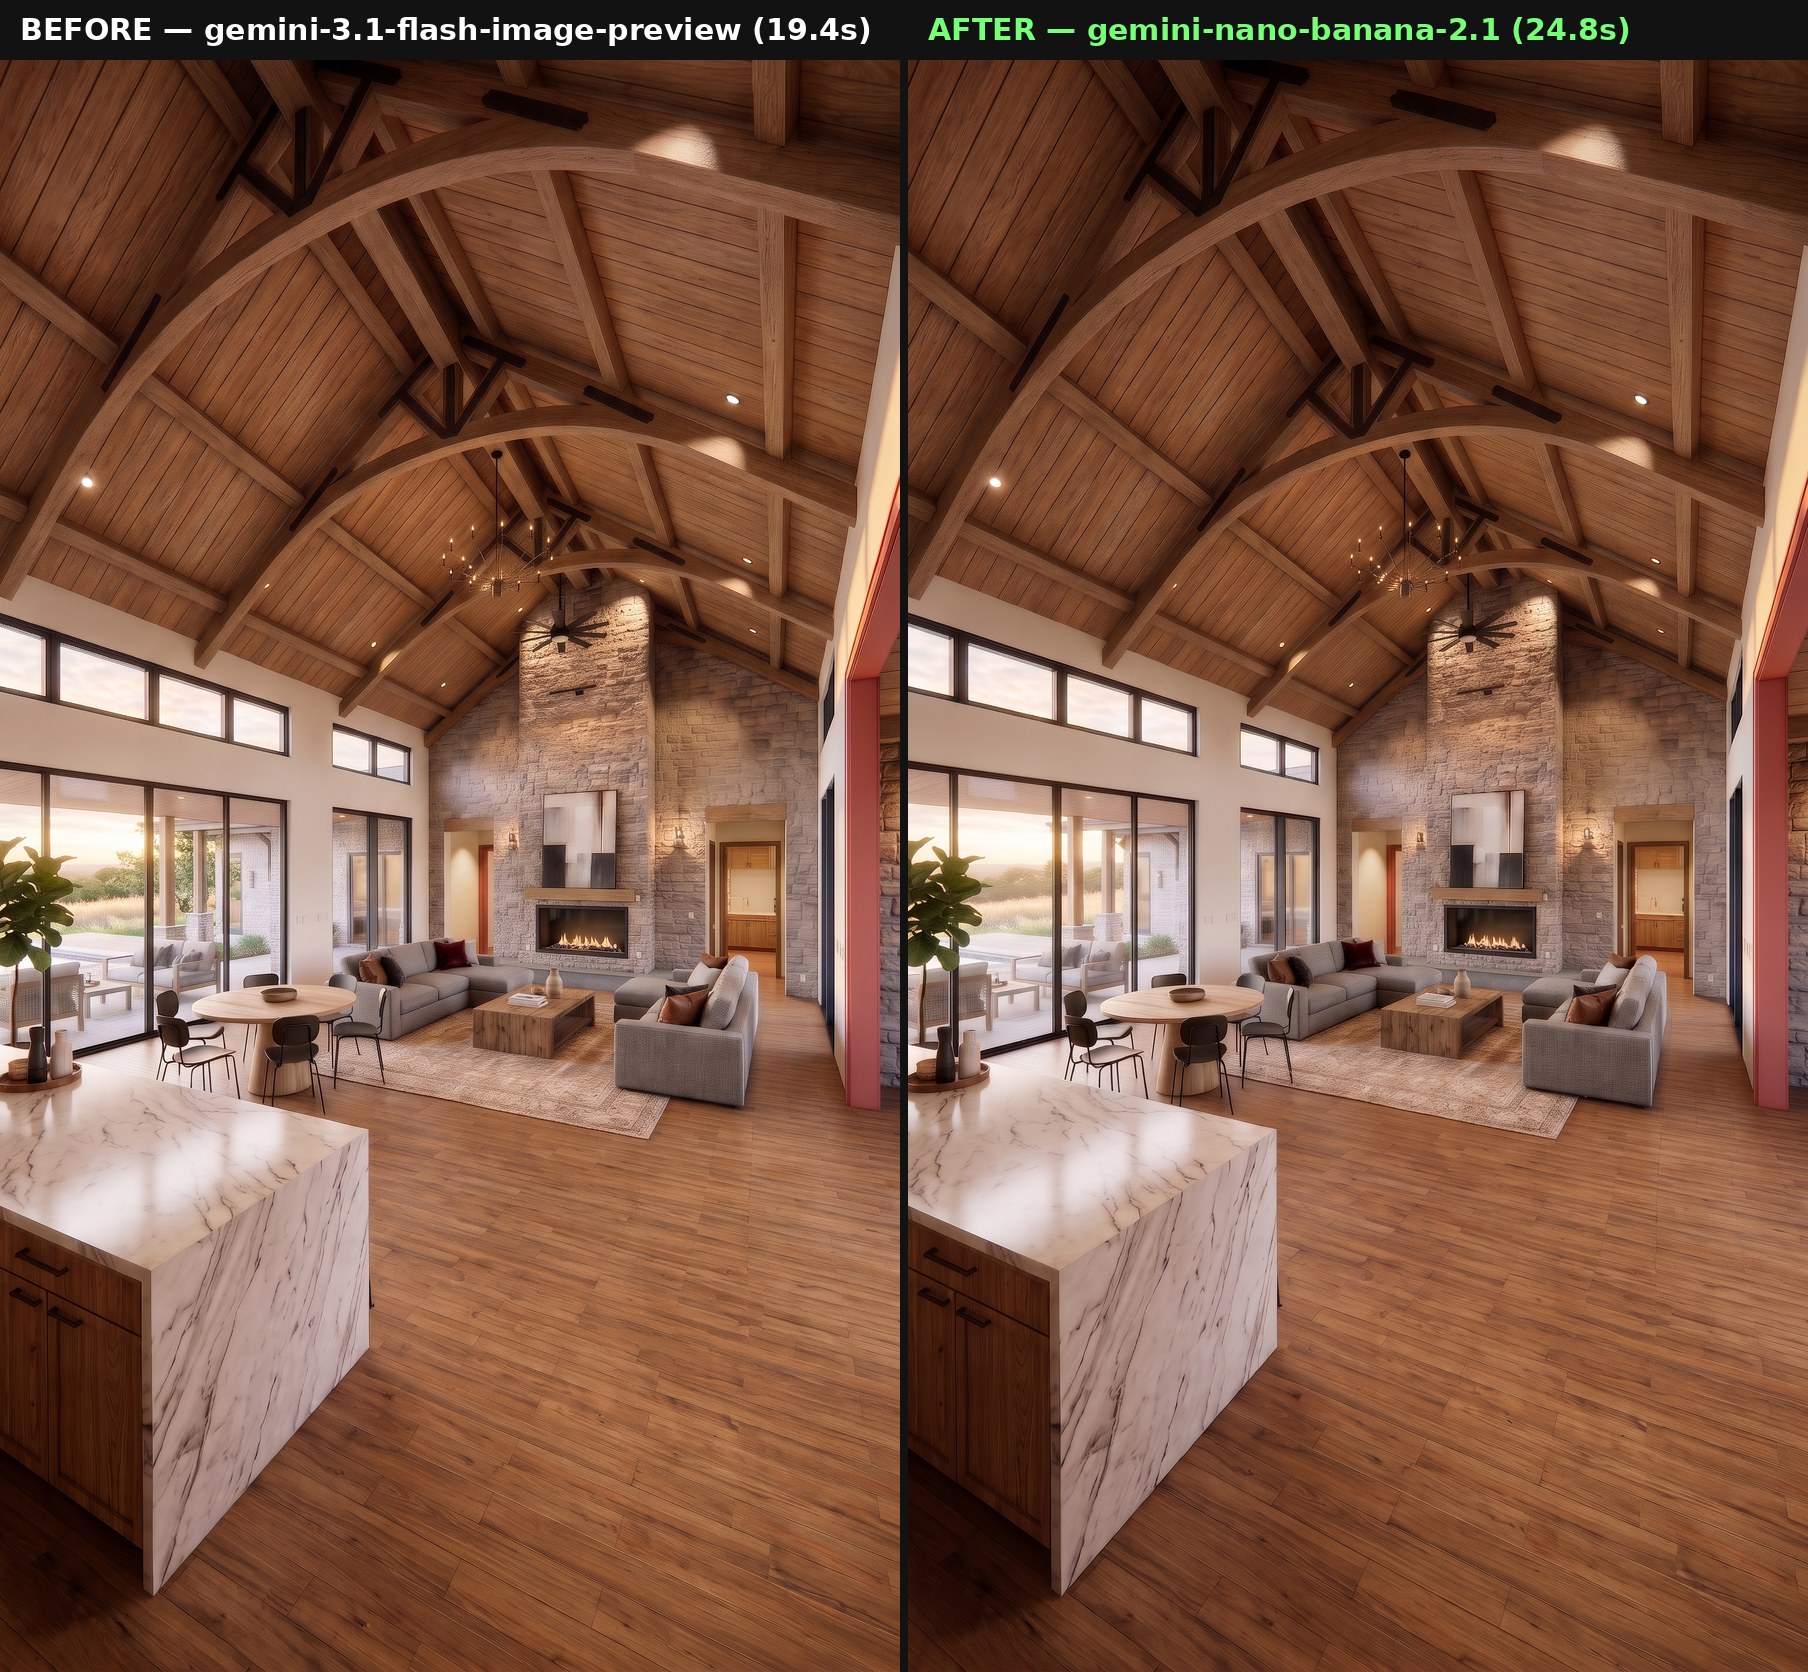 BEFORE — gemini-3.1-flash-image-preview (19.4s)
AFTER — gemini-nano-banana-2.1 (24.8s)